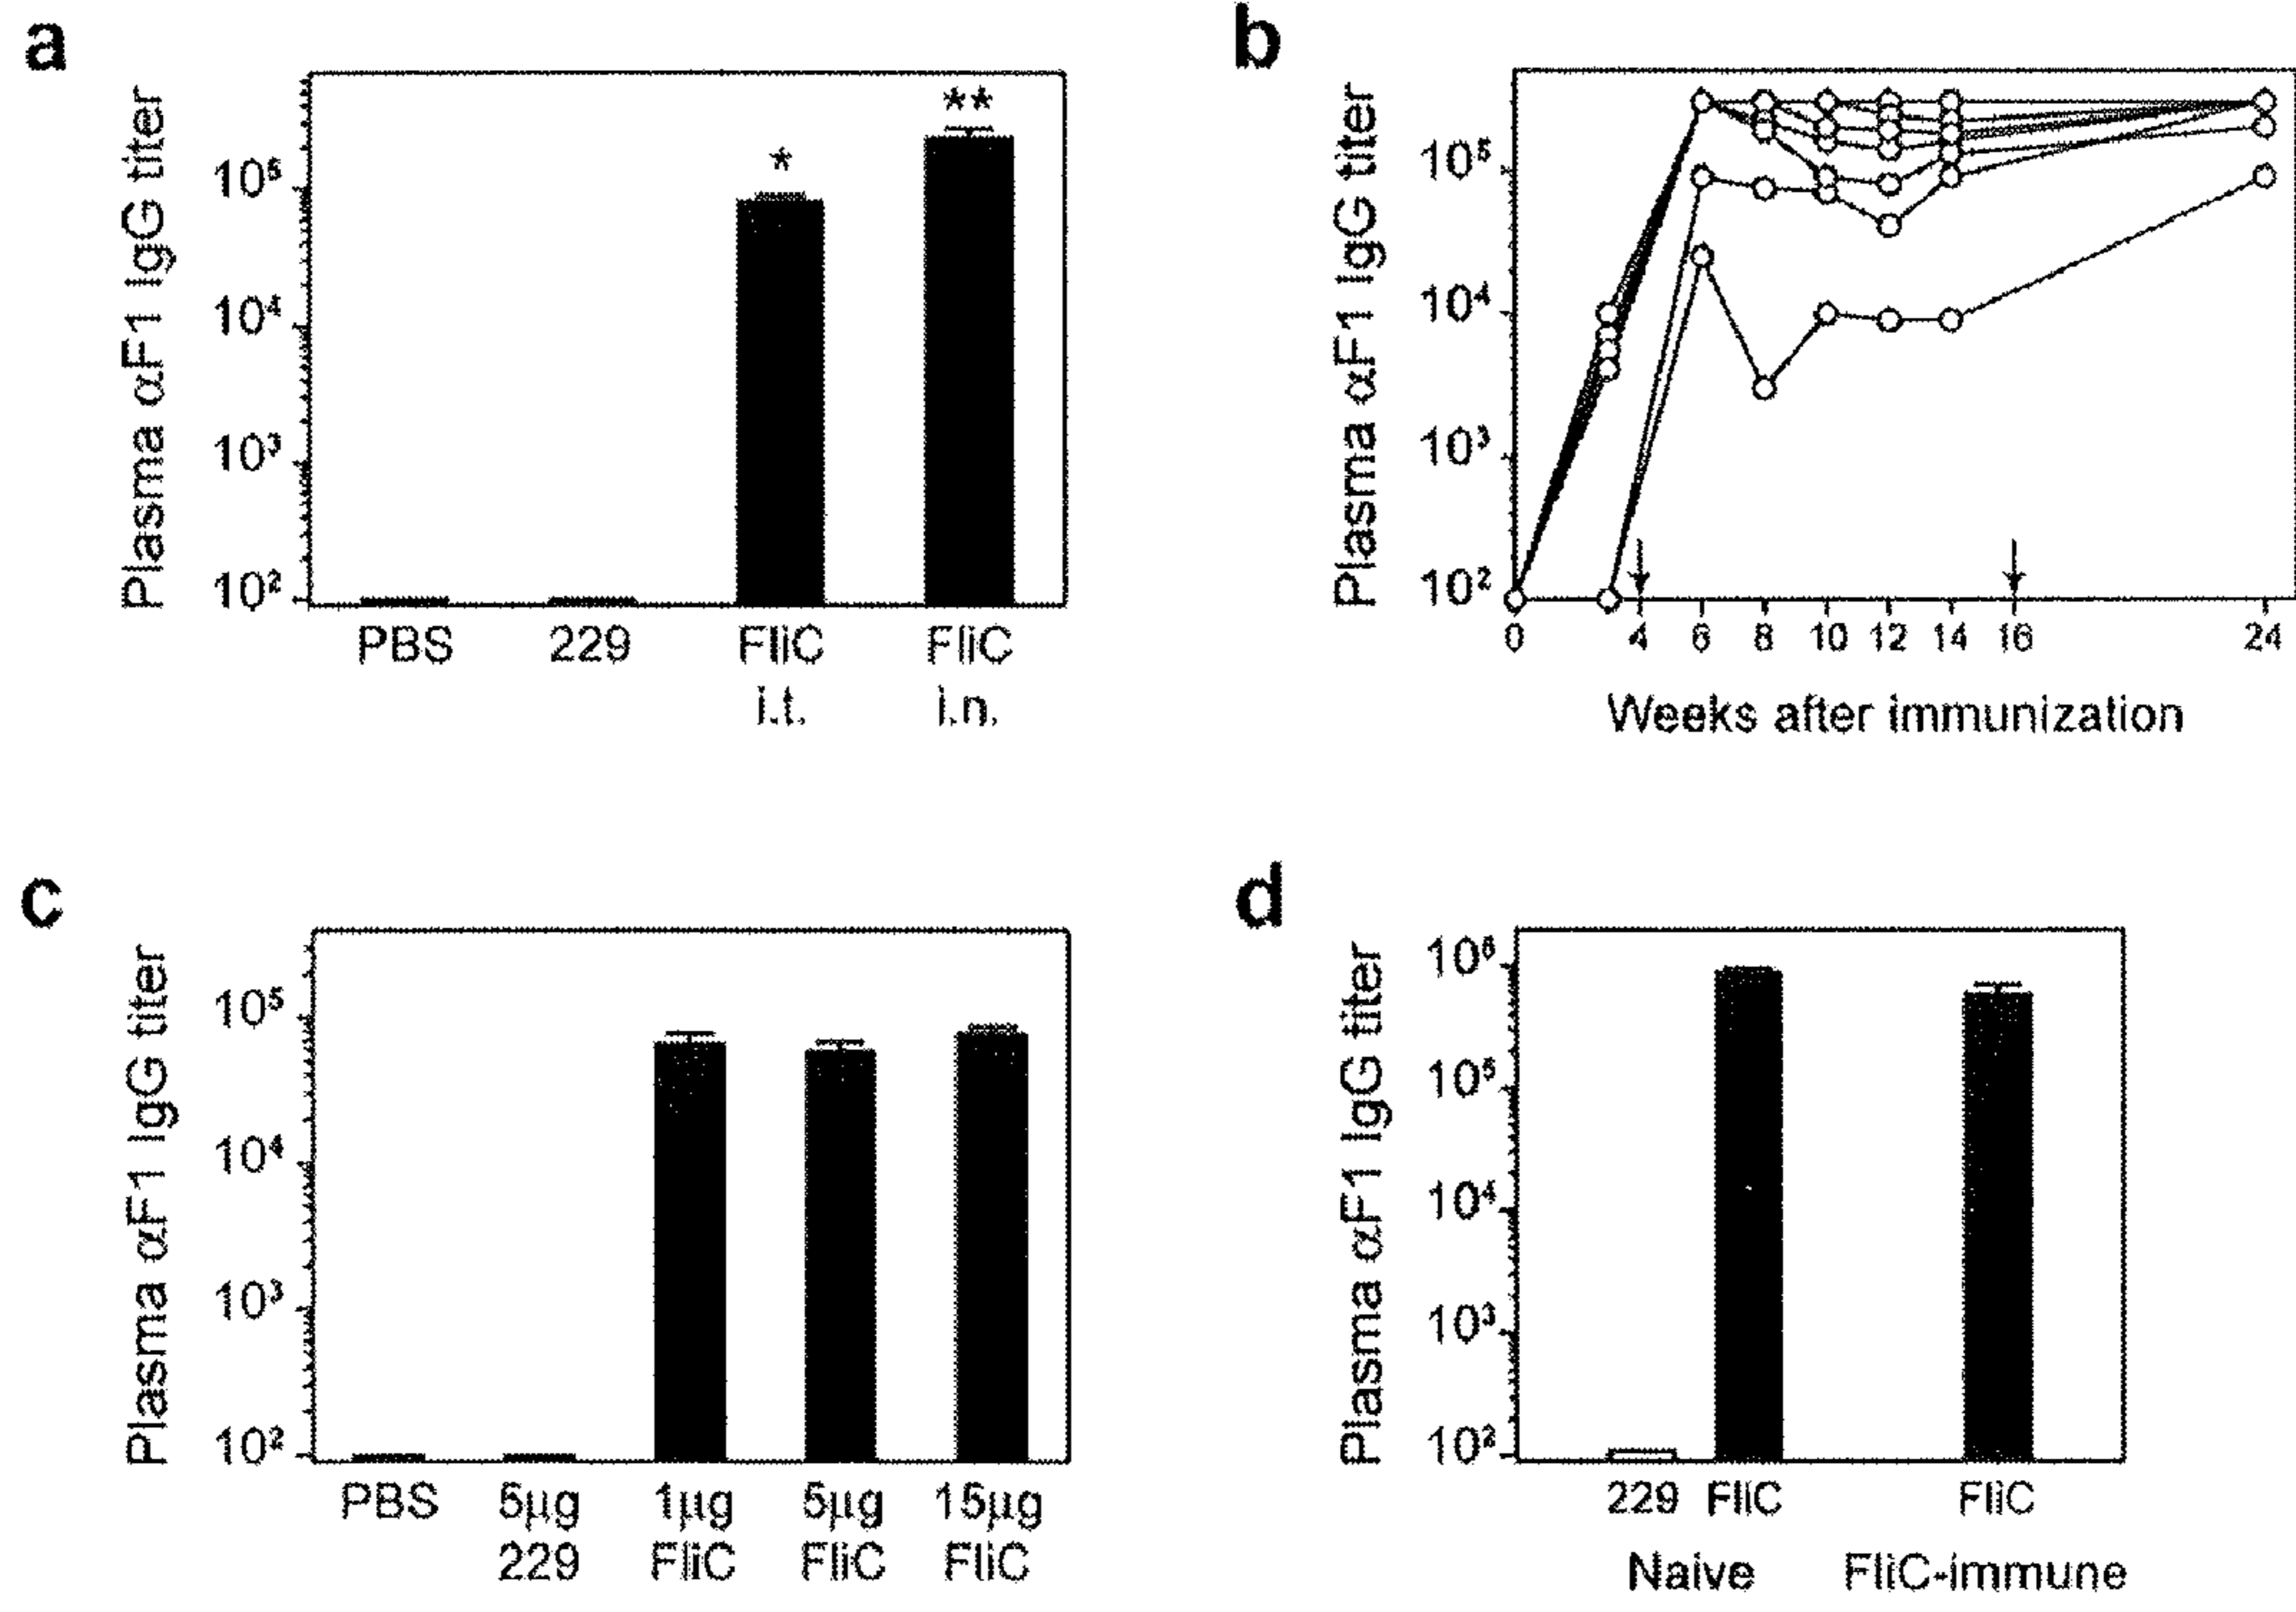 a
Plasma αF1 IgG titer
10⁵
10⁴
10³
10²
*
**
PBS 229 FliC FliC
i.t. i.n.
b
Plasma αF1 IgG titer
10⁵
10⁴
10³
10²
0 4 6 8 10 12 14 16 24
Weeks after immunization
c
Plasma αF1 IgG titer
10⁵
10⁴
10³
10²
PBS 5μg 1μg 5μg 15μg
229 FliC FliC FliC
d
Plasma αF1 IgG titer
10⁶
10⁵
10⁴
10³
10²
229 FliC FliC
Naive FliC-immune